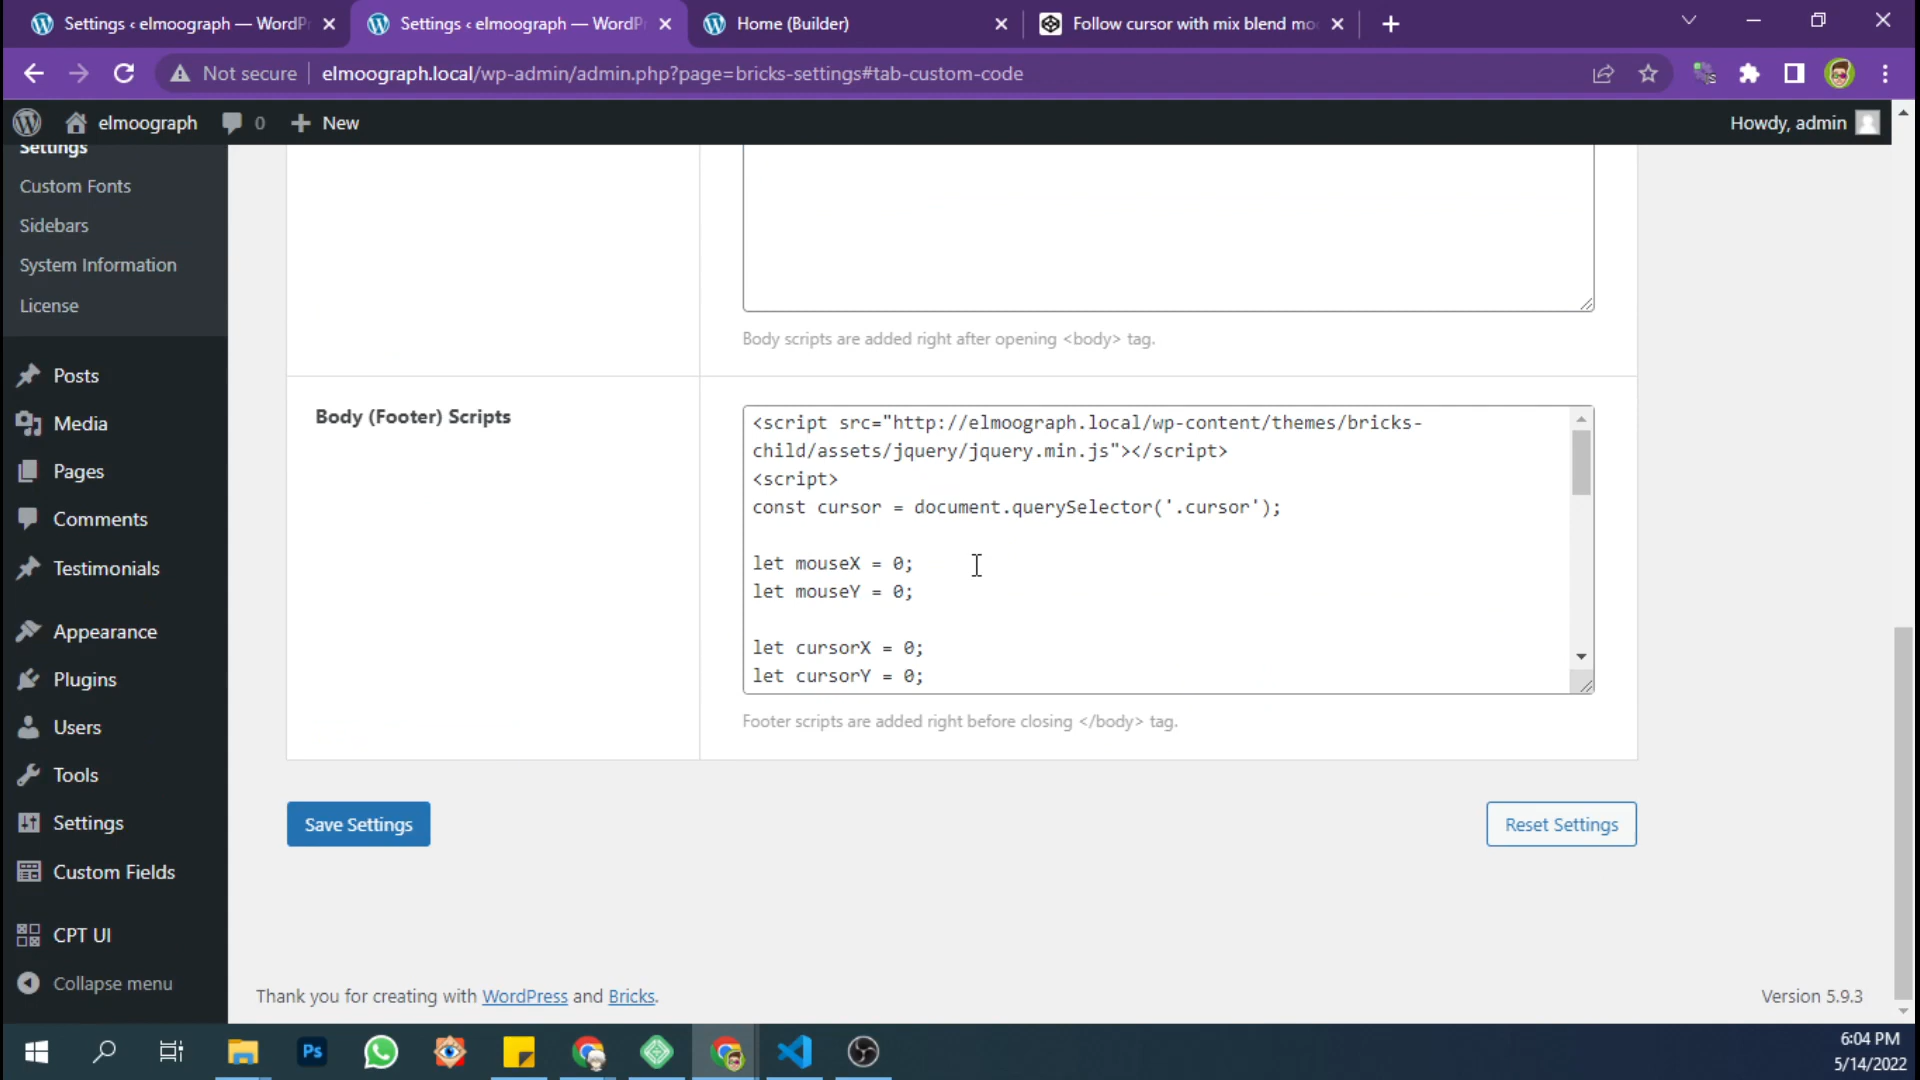 Settings ‹ elmoograph — WordPr
Settings ‹ elmoograph — WordPr
Home (Builder)
Follow cursor with mix blend mo
Not secure
elmoograph.local/wp-admin/admin.php?page=bricks-settings#tab-custom-code
elmoograph
0
New
Howdy, admin
Settings
Custom Fonts
Sidebars
System Information
License
Posts
Media
Pages
Comments
Testimonials
Appearance
Plugins
Users
Tools
Settings
Custom Fields
CPT UI
Collapse menu
Body scripts are added right after opening <body> tag.
Body (Footer) Scripts
<script src="http://elmoograph.local/wp-content/themes/bricks-
child/assets/jquery/jquery.min.js"></script>
<script>
const cursor = document.querySelector('.cursor');
let mouseX = 0;
let mouseY = 0;
let cursorX = 0;
let cursorY = 0;
Footer scripts are added right before closing </body> tag.
Save Settings
Reset Settings
Thank you for creating with WordPress and Bricks.
Version 5.9.3
Ps
6:04 PM
5/14/2022